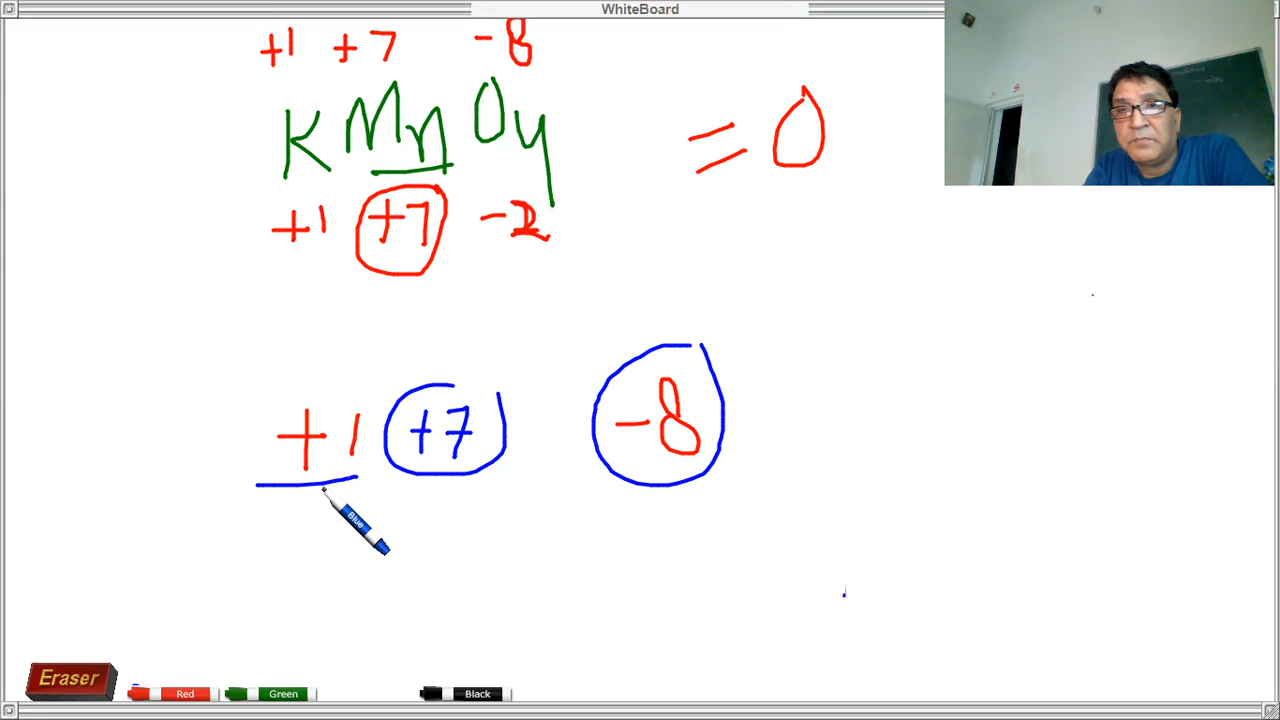 WhiteBoard
+1 +7 -8
KMnO4 = 0
+1 +7 -2
+1 +7 -8
Blue
Eraser Red Green Black